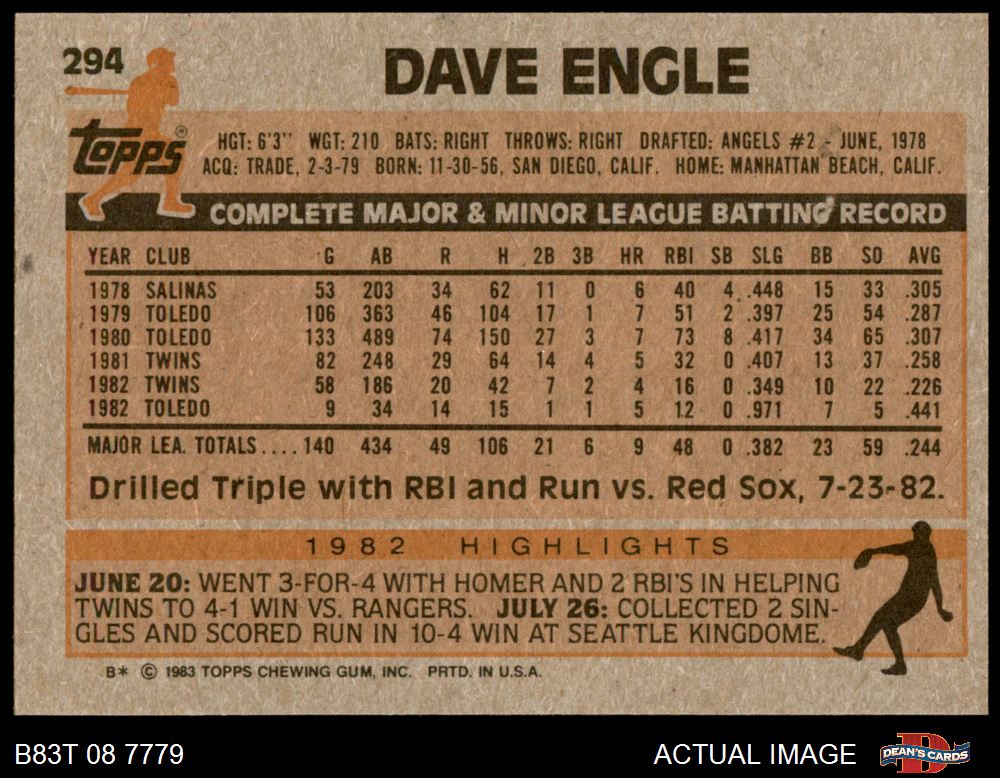 294
DAVE ENGLE
Topps®
HGT: 6'3" WGT: 210 BATS: RIGHT THROWS: RIGHT DRAFTED: ANGELS #2 - JUNE, 1978
ACQ: TRADE, 2-3-79 BORN: 11-30-56, SAN DIEGO, CALIF. HOME: MANHATTAN BEACH, CALIF.
COMPLETE MAJOR & MINOR LEAGUE BATTING RECORD
YEAR CLUB G AB R H 2B 3B HR RBI SB SLG BB SO AVG
1978 SALINAS 53 203 34 62 11 0 6 40 4 .448 15 33 .305
1979 TOLEDO 106 363 46 104 17 1 7 51 2 .397 25 54 .287
1980 TOLEDO 133 489 74 150 27 3 7 73 8 .417 34 65 .307
1981 TWINS 82 248 29 64 14 4 5 32 0 .407 13 37 .258
1982 TWINS 58 186 20 42 7 2 4 16 0 .349 10 22 .226
1982 TOLEDO 9 34 14 15 1 1 5 12 0 .971 7 5 .441
MAJOR LEA. TOTALS.... 140 434 49 106 21 6 9 48 0 .382 23 59 .244
Drilled Triple with RBI and Run vs. Red Sox, 7-23-82.
1982 HIGHLIGHTS
JUNE 20: WENT 3-FOR-4 WITH HOMER AND 2 RBI'S IN HELPING
TWINS TO 4-1 WIN VS. RANGERS. JULY 26: COLLECTED 2 SIN-
GLES AND SCORED RUN IN 10-4 WIN AT SEATTLE KINGDOME.
B* © 1983 TOPPS CHEWING GUM, INC. PRTD. IN U.S.A.
B83T 08 7779
ACTUAL IMAGE
D
DEAN'S CARDS